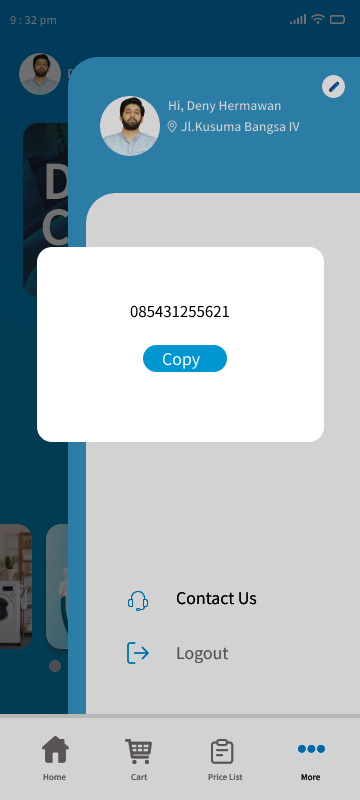 9 : 32 pm
Hi, Deny Hermawan
Jl.Kusuma Bangsa IV
D
C
085431255621
Copy
Contact Us
Logout
Home
Cart
Price List
More